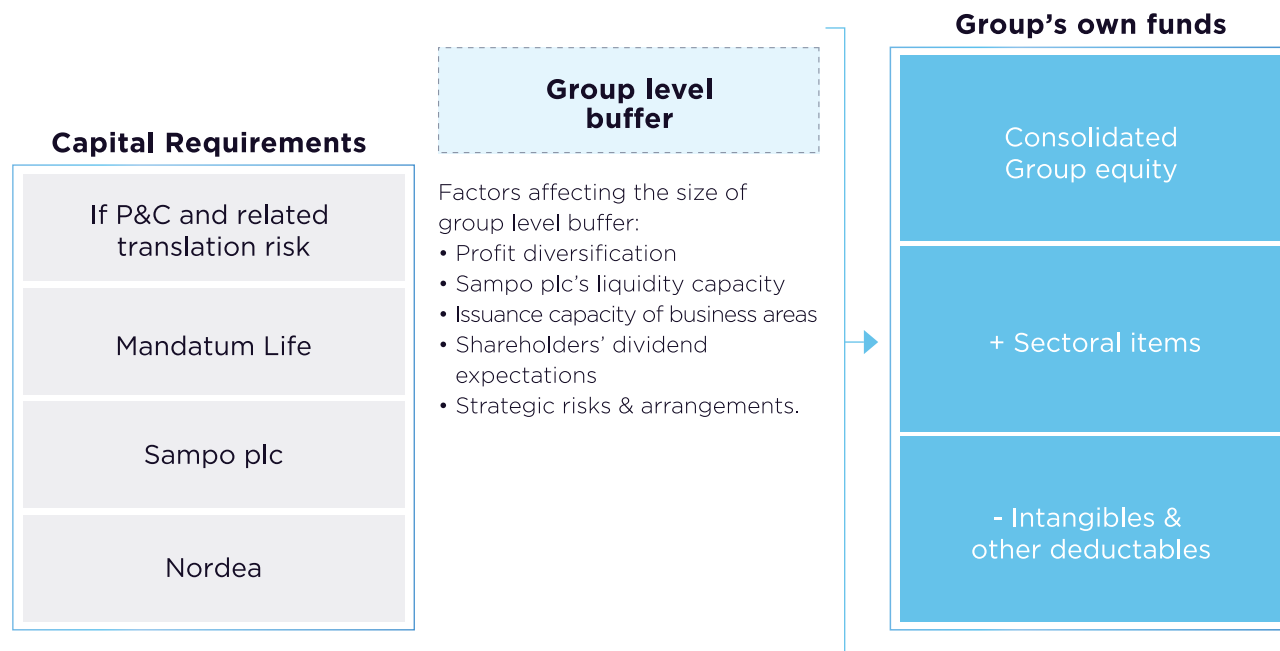 Capital Requirements
If P&C and related
translation risk
Mandatum Life
Sampo plc
Nordea
Group level
buffer
Factors affecting the size of
group level buffer:
• Profit diversification
• Sampo plc’s liquidity capacity
• Issuance capacity of business areas
• Shareholders’ dividend
expectations
• Strategic risks & arrangements.
Group’s own funds
Consolidated
Group equity
+ Sectoral items
- Intangibles &
other deductables